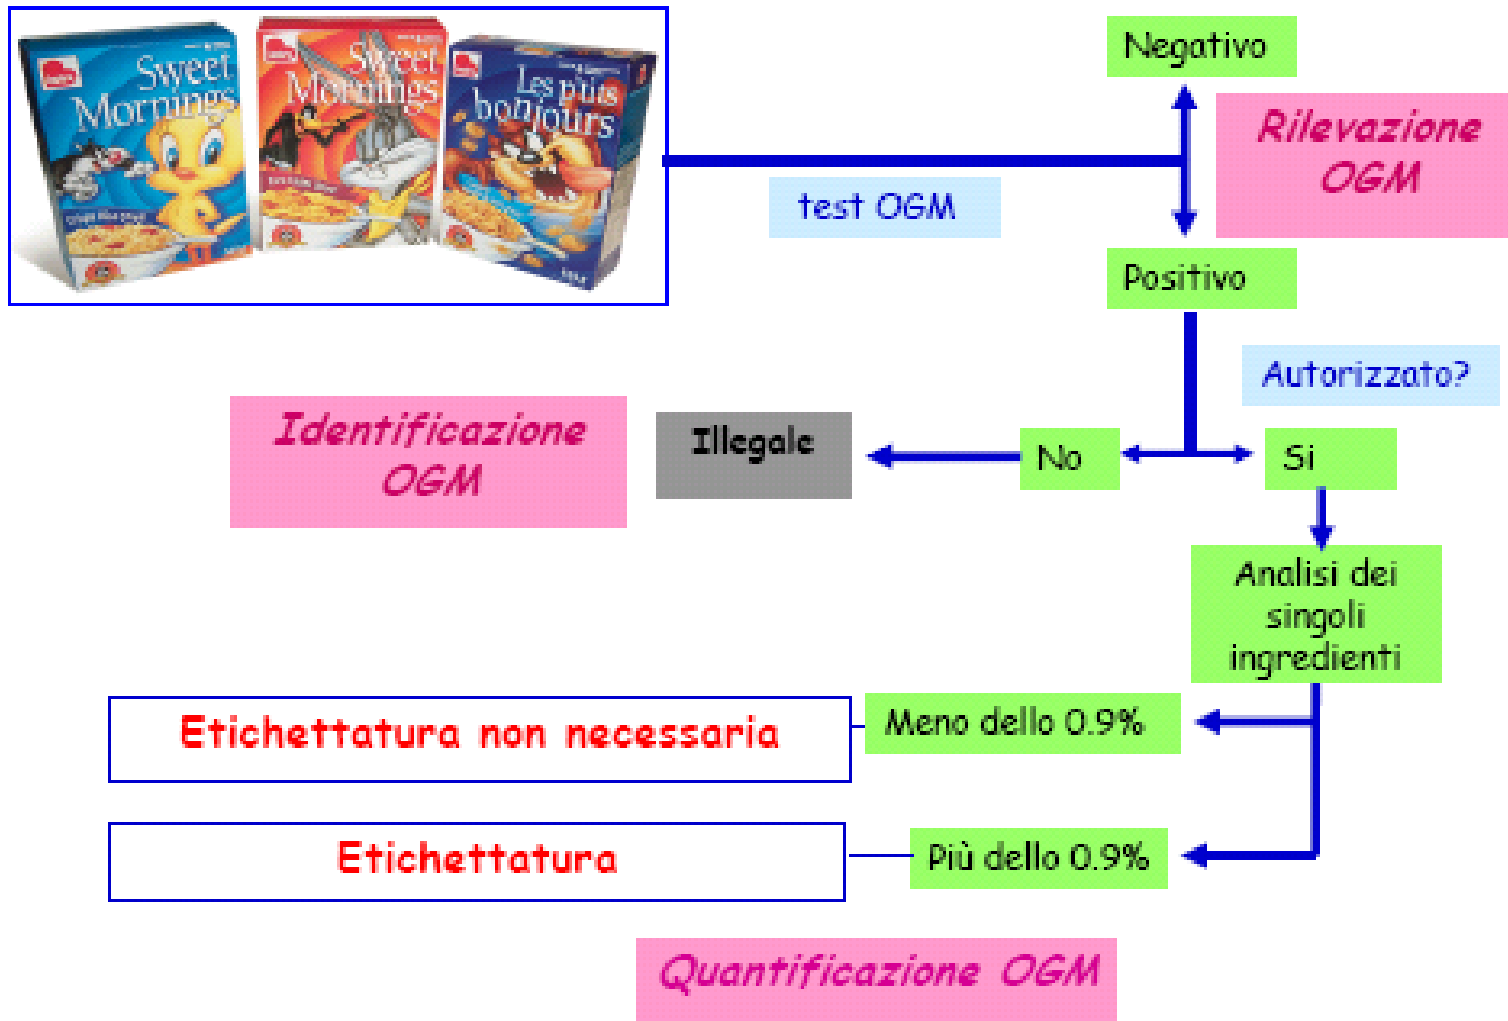 Sweet
Mornings
Sweet
Mornings
Les p'tits
bonjours
Negativo
Rilevazione
OGM
test OGM
Positivo
Autorizzato?
Identificazione
OGM
Illegale
No
Si
Analisi dei
singoli
ingredienti
Etichettatura non necessaria
Meno dello 0.9%
Etichettatura
Più dello 0.9%
Quantificazione OGM